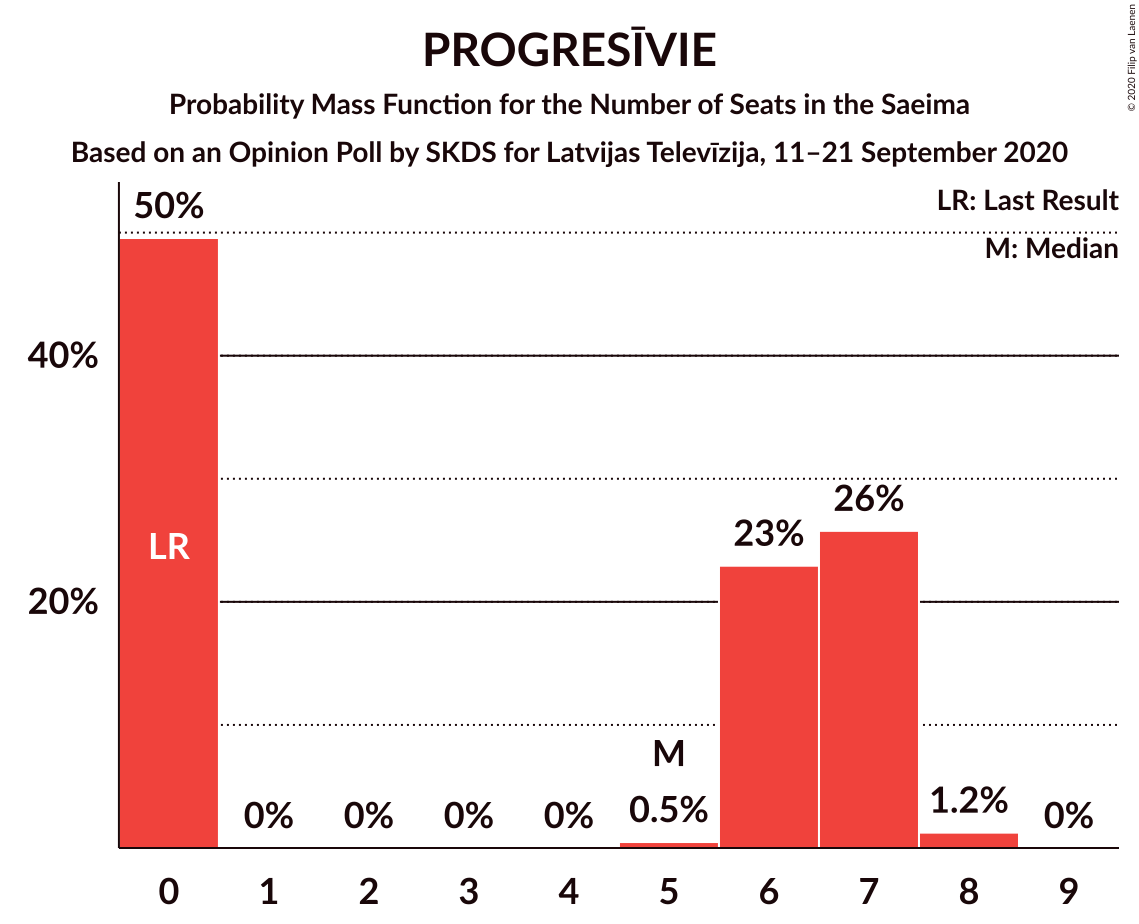 PROGRESĪVIE
Probability Mass Function for the Number of Seats in the Saeima
Based on an Opinion Poll by SKDS for Latvijas Televīzija, 11–21 September 2020
© 2020 Filip van Laenen
LR: Last Result
M: Median
50%
40%
20%
LR
0%
0%
0%
0%
M
0.5%
23%
26%
1.2%
0%
0 1 2 3 4 5 6 7 8 9